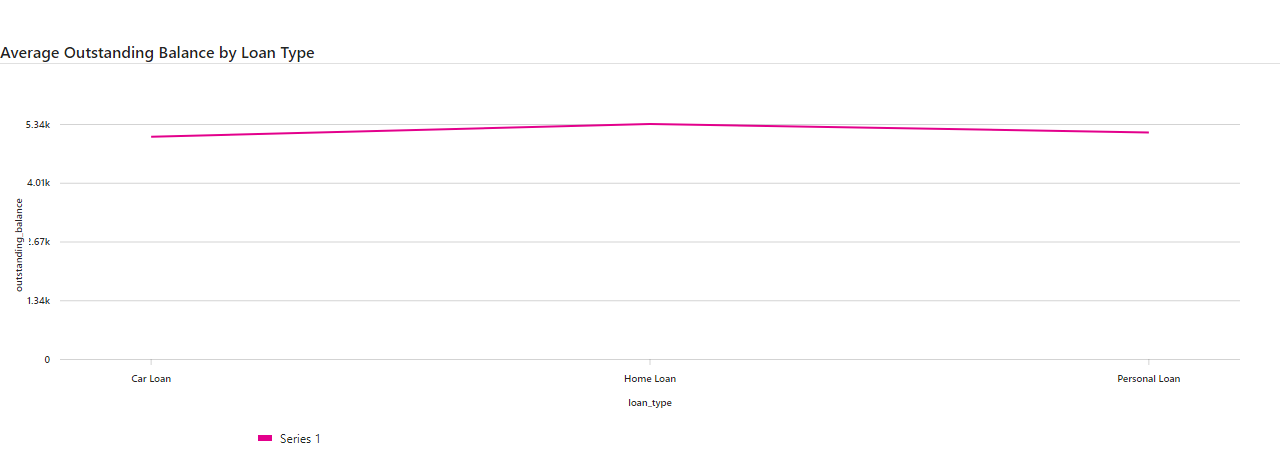 Average Outstanding Balance by Loan Type
5.34k
4.01k
2.67k
1.34k
0
outstanding_balance
Car Loan
Home Loan
Personal Loan
loan_type
Series 1